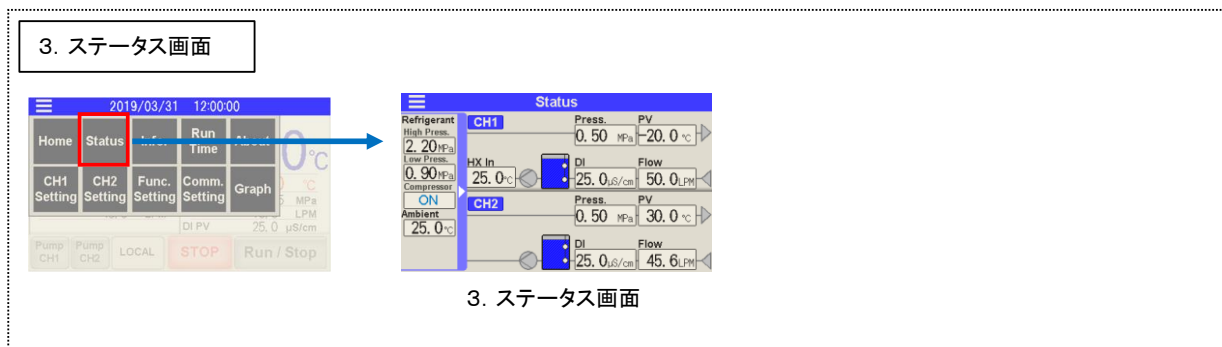 3．ステータス画面
2019/03/31 12:00:00
Home Status Run Time
CH1 Setting CH2 Setting Func. Setting Comm. Setting Graph
0℃
℃
MPa
LPM
DI PV 25.0 μS/cm
Pump CH1 Pump CH2 LOCAL STOP Run / Stop
Status
Refrigerant
High Press.
2.20MPa
Low Press.
0.90MPa
Compressor
ON
Ambient
25.0℃
CH1
Press. PV
0.50 MPa -20.0 ℃
HX In DI Flow
25.0℃ 25.0μS/cm 50.0LPM
CH2
Press. PV
0.50 MPa 30.0 ℃
DI Flow
25.0μS/cm 45.6LPM
3．ステータス画面